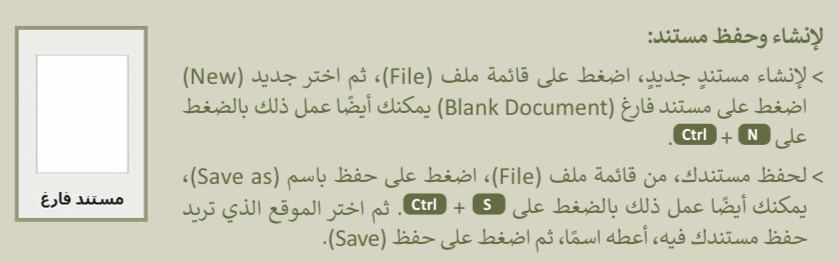 لإنشاء وحفظ مستند:
> لإنشاء مستندٍ جديدٍ، اضغط على قائمة ملف (File)، ثم اختر جديد (New)
اضغط على مستند فارغ (Blank Document) يمكنك أيضًا عمل ذلك بالضغط
على Ctrl + N.
> لحفظ مستندك، من قائمة ملف (File)، اضغط على حفظ باسم (Save as)،
يمكنك أيضًا عمل ذلك بالضغط على Ctrl + S. ثم اختر الموقع الذي تريد
حفظ مستندك فيه، أعطه اسمًا، ثم اضغط على حفظ (Save).
مستند فارغ